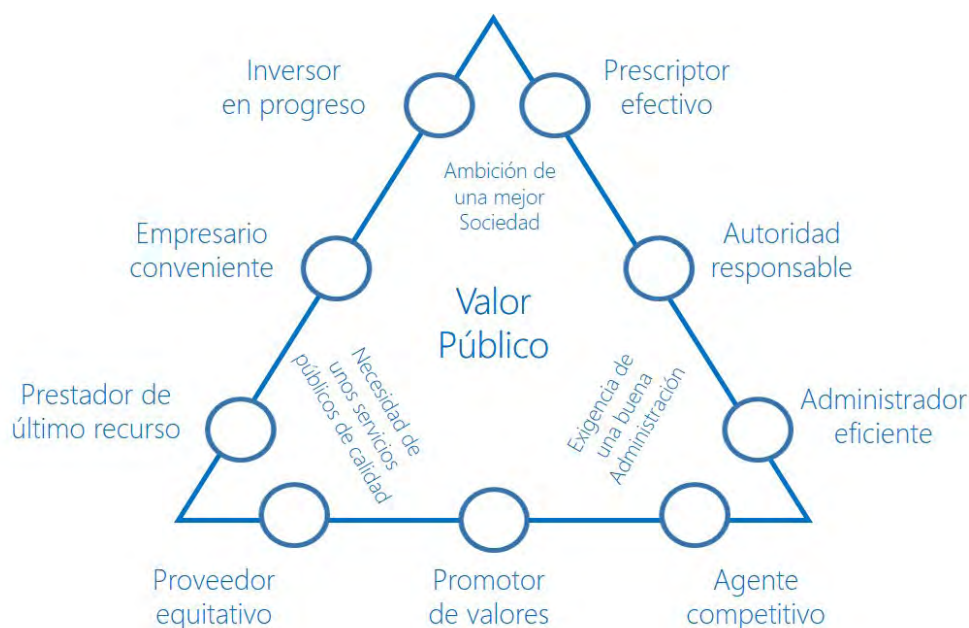 Inversor
en progreso
Prescriptor
efectivo
Ambición de
una mejor
Sociedad
Empresario
conveniente
Autoridad
responsable
Valor
Público
Necesidad de
unos servicios
públicos de calidad
Exigencia de
una buena
Administración
Prestador de
último recurso
Administrador
eficiente
Proveedor
equitativo
Promotor
de valores
Agente
competitivo